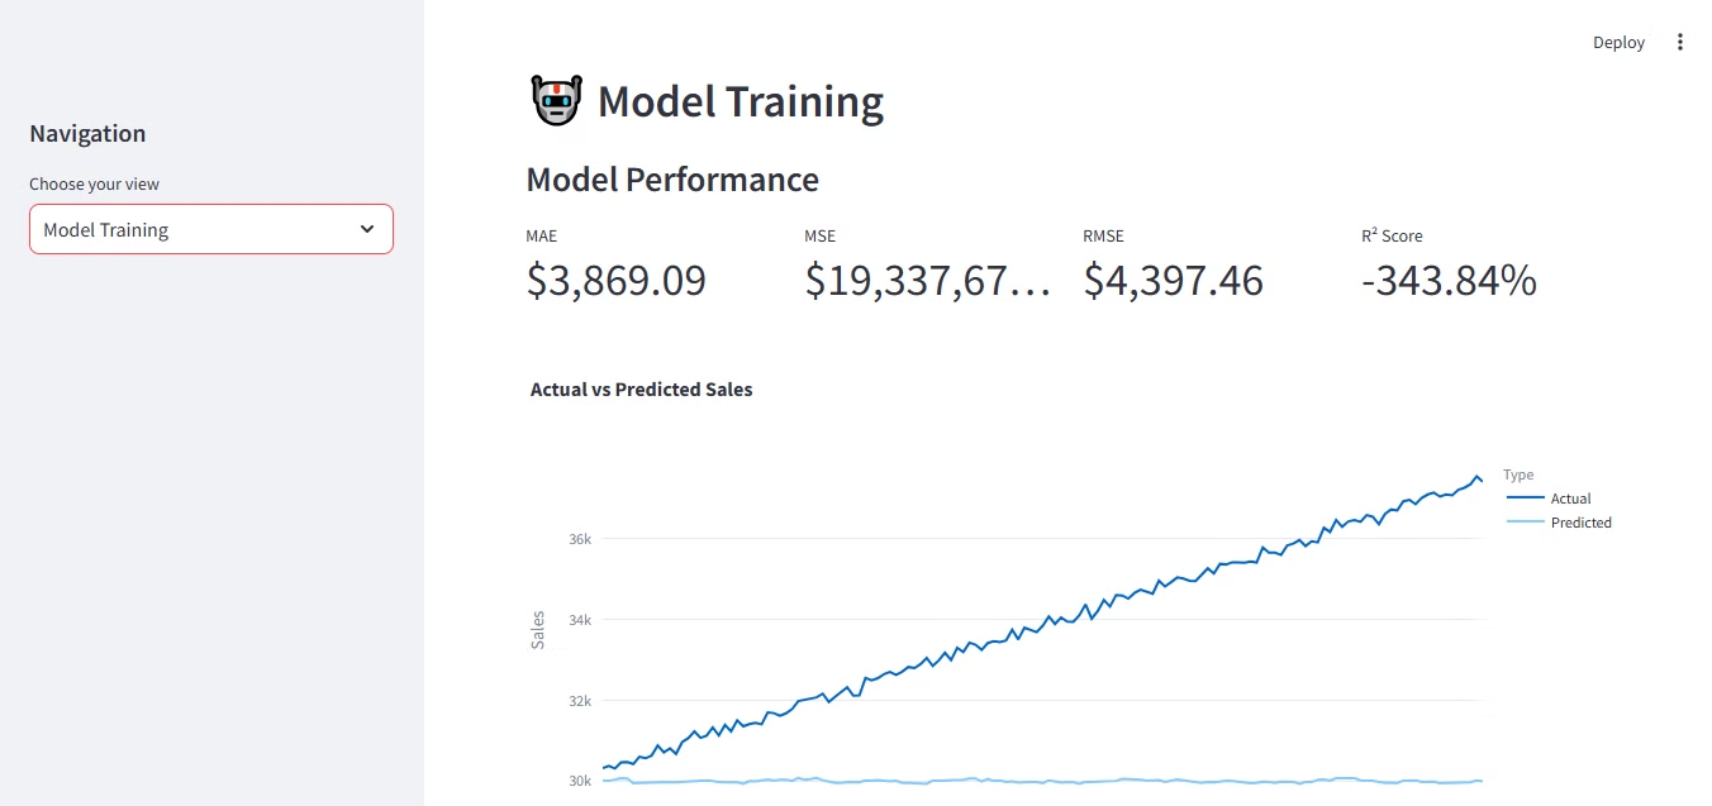 Deploy
Navigation
Choose your view
Model Training
Model Training
Model Performance
MAE MSE RMSE R² Score
$3,869.09 $19,337,67... $4,397.46 -343.84%
Actual vs Predicted Sales
Type
Actual
Predicted
Sales
36k
34k
32k
30k